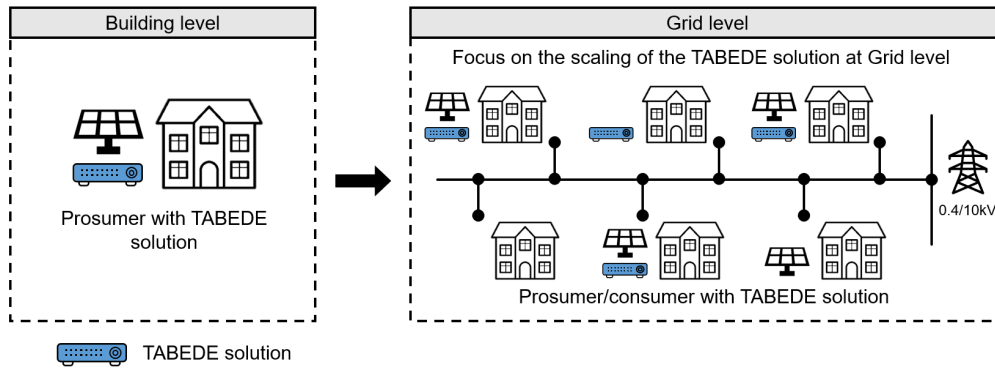 Building level
Prosumer with TABEDE
solution
Grid level
Focus on the scaling of the TABEDE solution at Grid level
0.4/10kV
Prosumer/consumer with TABEDE solution
TABEDE solution